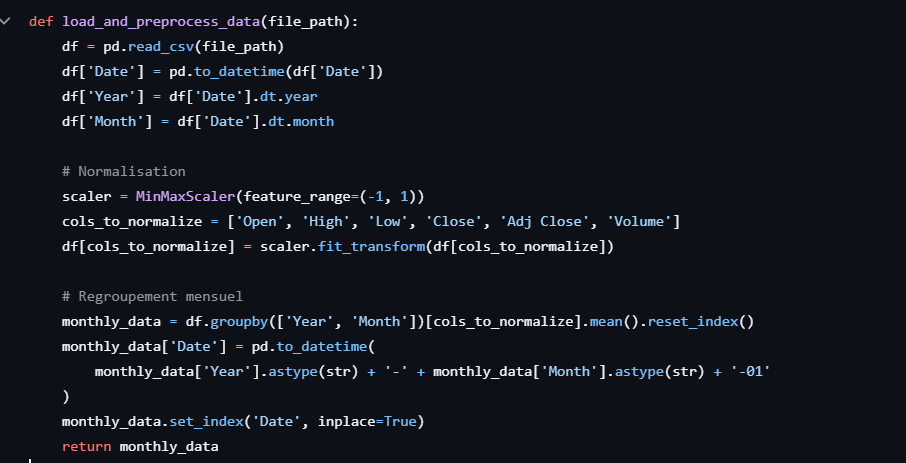 def load_and_preprocess_data(file_path):
    df = pd.read_csv(file_path)
    df['Date'] = pd.to_datetime(df['Date'])
    df['Year'] = df['Date'].dt.year
    df['Month'] = df['Date'].dt.month

    # Normalisation
    scaler = MinMaxScaler(feature_range=(-1, 1))
    cols_to_normalize = ['Open', 'High', 'Low', 'Close', 'Adj Close', 'Volume']
    df[cols_to_normalize] = scaler.fit_transform(df[cols_to_normalize])

    # Regroupement mensuel
    monthly_data = df.groupby(['Year', 'Month'])[cols_to_normalize].mean().reset_index()
    monthly_data['Date'] = pd.to_datetime(
        monthly_data['Year'].astype(str) + '-' + monthly_data['Month'].astype(str) + '-01'
    )
    monthly_data.set_index('Date', inplace=True)
    return monthly_data